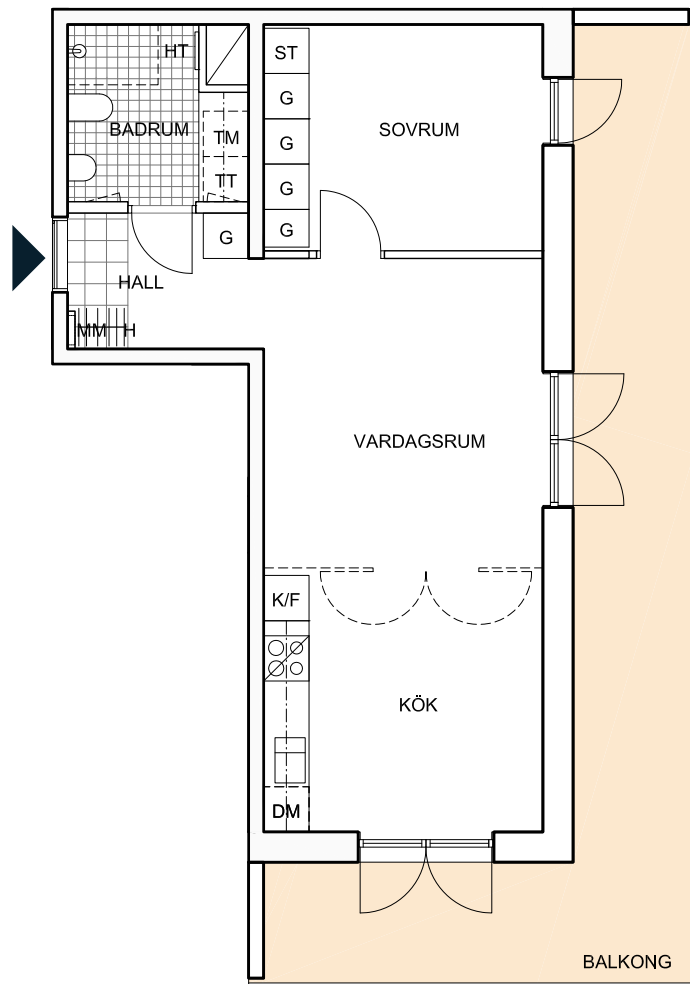 HT
ST
G
BADRUM
TM
SOVRUM
G
TT
G
G
G
HALL
MM H
VARDAGSRUM
K/F
KÖK
DM
BALKONG